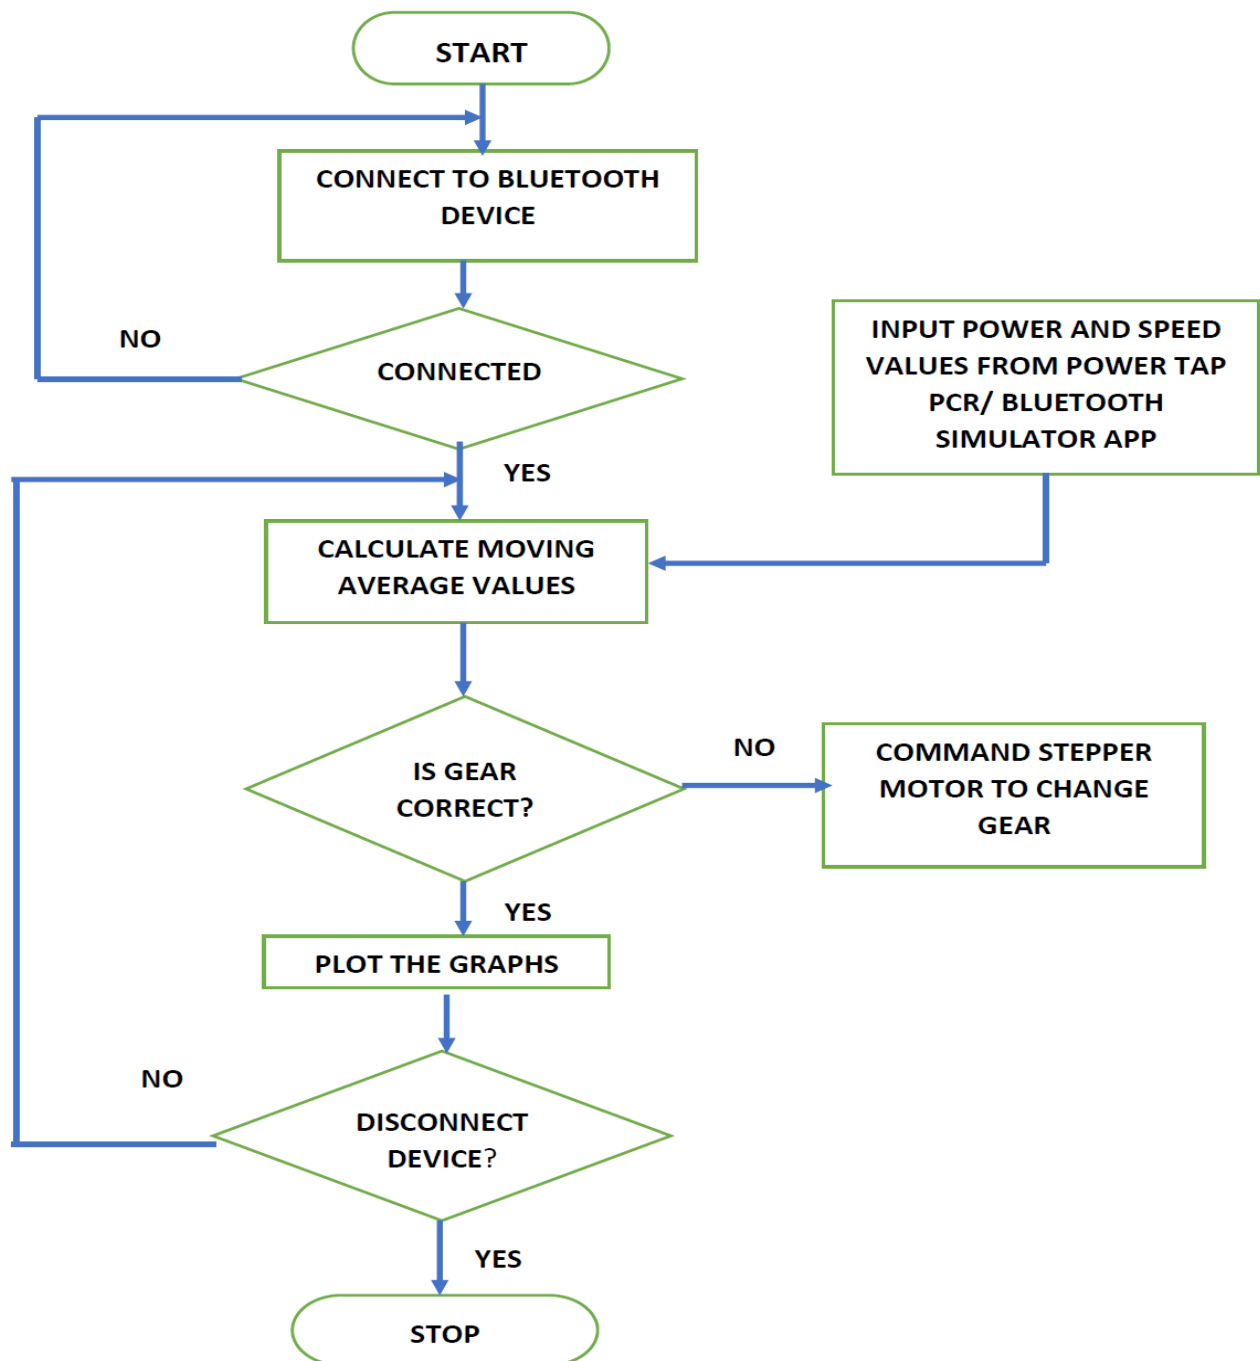 START
CONNECT TO BLUETOOTH
DEVICE
NO
CONNECTED
INPUT POWER AND SPEED
VALUES FROM POWER TAP
PCR/ BLUETOOTH
SIMULATOR APP
YES
CALCULATE MOVING
AVERAGE VALUES
IS GEAR
CORRECT?
NO
COMMAND STEPPER
MOTOR TO CHANGE
GEAR
YES
PLOT THE GRAPHS
NO
DISCONNECT
DEVICE?
YES
STOP